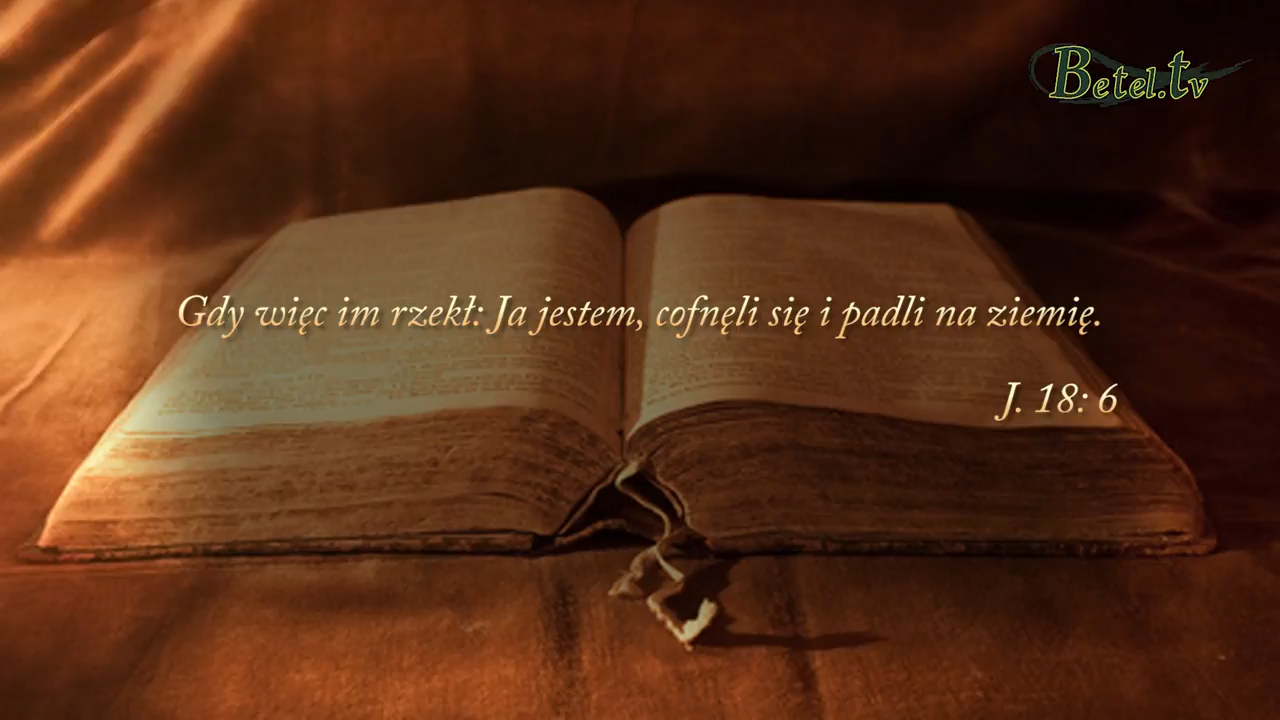 Betel.tv
Gdy więc im rzekł: Ja jestem, cofnęli się i padli na ziemię.
J. 18: 6